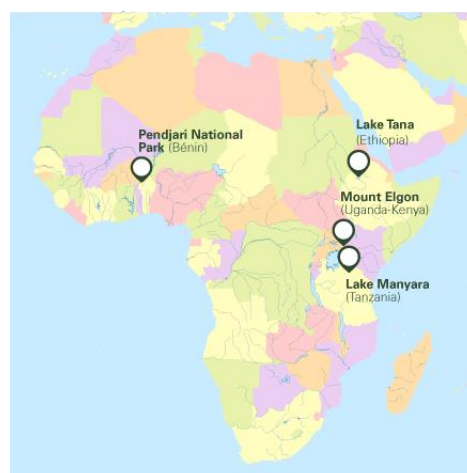 Pendjari National
Park (Bénin)
Lake Tana
(Ethiopia)
Mount Elgon
(Uganda-Kenya)
Lake Manyara
(Tanzania)